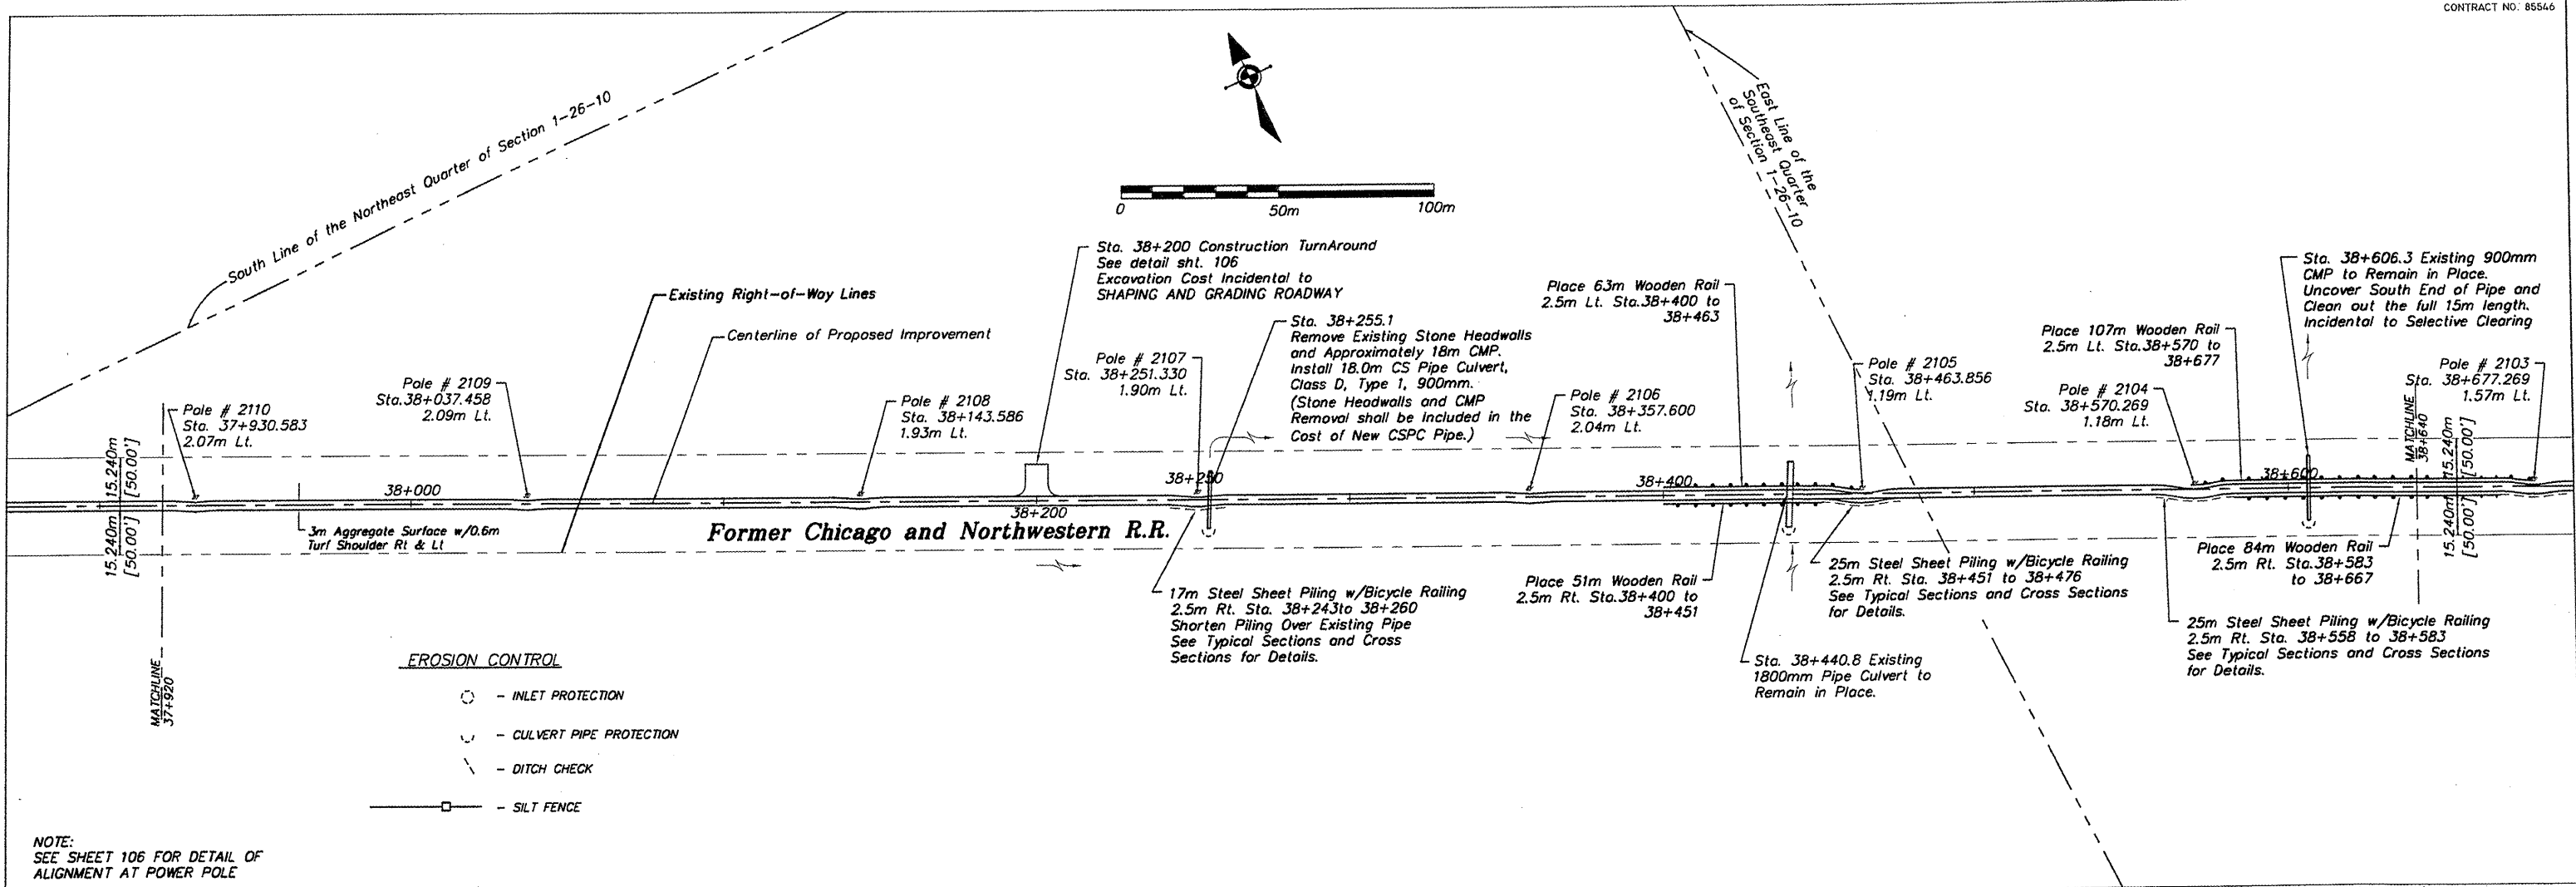 CONTRACT NO. 85546
South Line of the Northeast Quarter of Section 1-26-10
East Line of the
Southeast Quarter
of Section 1-26-10
0 50m 100m
Sta. 38+200 Construction TurnAround
See detail sht. 106
Excavation Cost Incidental to
SHAPING AND GRADING ROADWAY
Existing Right-of-Way Lines
Centerline of Proposed Improvement
Sta. 38+255.1
Remove Existing Stone Headwalls
and Approximately 18m CMP.
Install 18.0m CS Pipe Culvert,
Class D, Type 1, 900mm.
(Stone Headwalls and CMP
Removal shall be Included in the
Cost of New CSPC Pipe.)
Place 63m Wooden Rail
2.5m Lt. Sta.38+400 to
38+463
Sta. 38+606.3 Existing 900mm
CMP to Remain in Place.
Uncover South End of Pipe and
Clean out the full 15m length.
Incidental to Selective Clearing
Place 107m Wooden Rail
2.5m Lt. Sta.38+570 to
38+677
Pole # 2110
Sta. 37+930.583
2.07m Lt.
Pole # 2109
Sta.38+037.458
2.09m Lt.
Pole # 2108
Sta. 38+143.586
1.93m Lt.
Pole # 2107
Sta. 38+251.330
1.90m Lt.
Pole # 2106
Sta. 38+357.600
2.04m Lt.
Pole # 2105
Sta. 38+463.856
1.19m Lt.
Pole # 2104
Sta. 38+570.269
1.18m Lt.
Pole # 2103
Sta. 38+677.269
1.57m Lt.
15.240m
[50.00']
15.240m
[50.00']
MATCHLINE
38+640
15.240m
[50.00']
15.240m
[50.00']
38+000
38+200
38+250
38+400
38+600
3m Aggregate Surface w/0.6m
Turf Shoulder Rt & Lt
Former Chicago and Northwestern R.R.
17m Steel Sheet Piling w/Bicycle Railing
2.5m Rt. Sta. 38+243to 38+260
Shorten Piling Over Existing Pipe
See Typical Sections and Cross
Sections for Details.
Place 51m Wooden Rail
2.5m Rt. Sta.38+400 to
38+451
25m Steel Sheet Piling w/Bicycle Railing
2.5m Rt. Sta. 38+451 to 38+476
See Typical Sections and Cross Sections
for Details.
Sta. 38+440.8 Existing
1800mm Pipe Culvert to
Remain in Place.
Place 84m Wooden Rail
2.5m Rt. Sta.38+583
to 38+667
25m Steel Sheet Piling w/Bicycle Railing
2.5m Rt. Sta. 38+558 to 38+583
See Typical Sections and Cross Sections
for Details.
MATCHLINE
37+920
EROSION CONTROL
- INLET PROTECTION
- CULVERT PIPE PROTECTION
- DITCH CHECK
- SILT FENCE
NOTE:
SEE SHEET 106 FOR DETAIL OF
ALIGNMENT AT POWER POLE